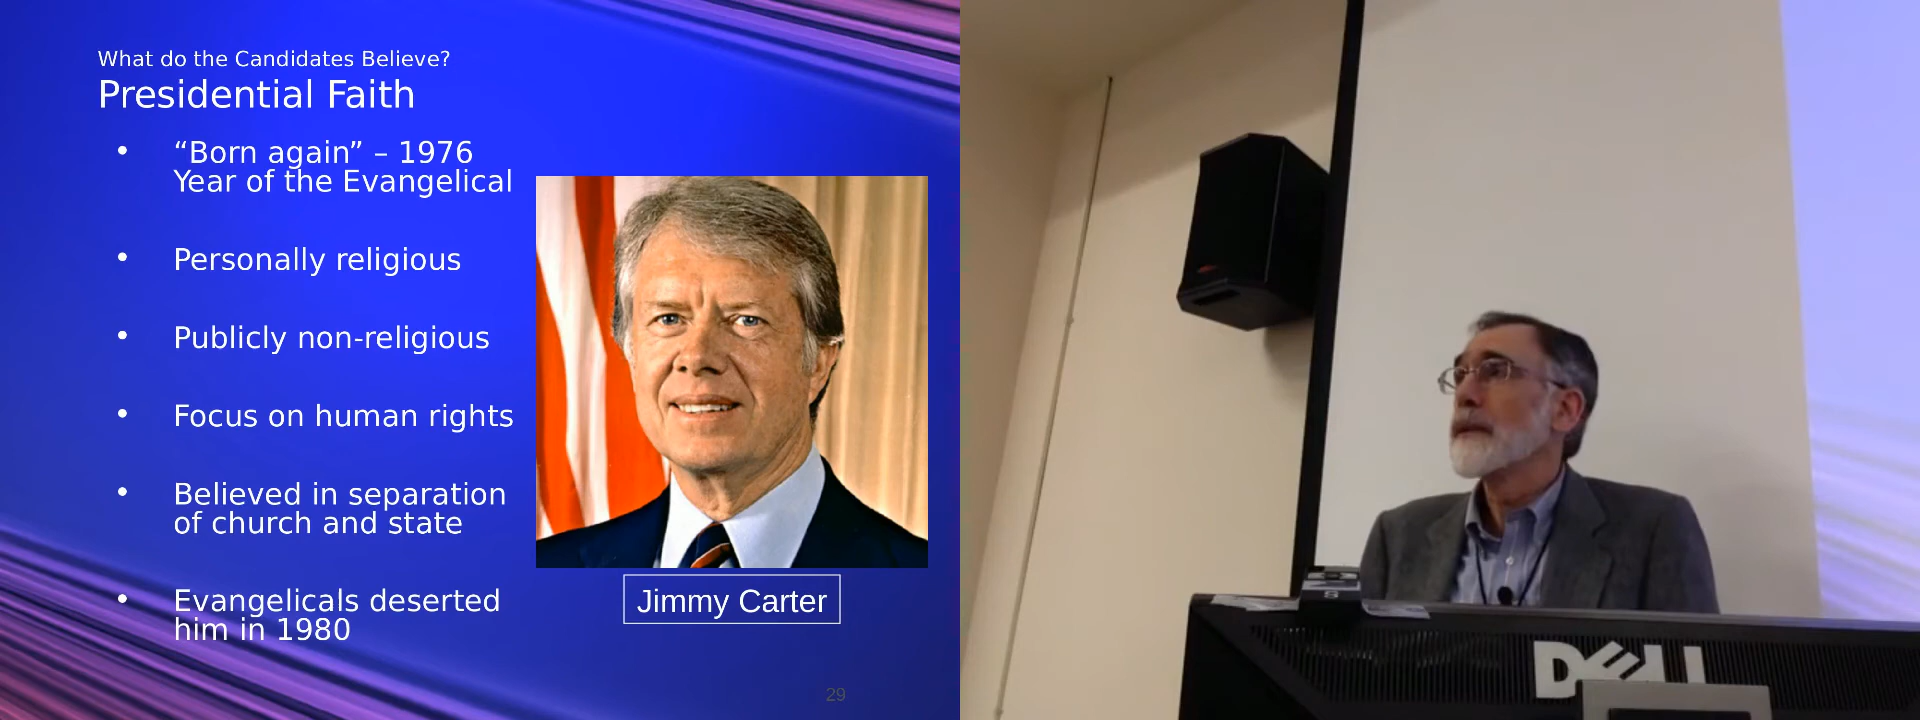 What do the Candidates Believe?
Presidential Faith
• “Born again” – 1976
Year of the Evangelical
• Personally religious
• Publicly non-religious
• Focus on human rights
• Believed in separation
of church and state
• Evangelicals deserted
him in 1980
Jimmy Carter
29
DELL